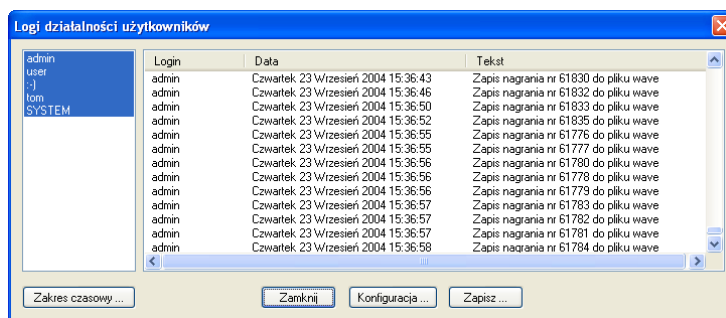 Logi działalności użytkowników
admin
user
:-)
tom
SYSTEM
Login Data Tekst
admin Czwartek 23 Wrzesień 2004 15:36:43 Zapis nagrania nr 61830 do pliku wave
admin Czwartek 23 Wrzesień 2004 15:36:46 Zapis nagrania nr 61832 do pliku wave
admin Czwartek 23 Wrzesień 2004 15:36:50 Zapis nagrania nr 61833 do pliku wave
admin Czwartek 23 Wrzesień 2004 15:36:52 Zapis nagrania nr 61835 do pliku wave
admin Czwartek 23 Wrzesień 2004 15:36:55 Zapis nagrania nr 61776 do pliku wave
admin Czwartek 23 Wrzesień 2004 15:36:55 Zapis nagrania nr 61777 do pliku wave
admin Czwartek 23 Wrzesień 2004 15:36:56 Zapis nagrania nr 61780 do pliku wave
admin Czwartek 23 Wrzesień 2004 15:36:56 Zapis nagrania nr 61778 do pliku wave
admin Czwartek 23 Wrzesień 2004 15:36:56 Zapis nagrania nr 61779 do pliku wave
admin Czwartek 23 Wrzesień 2004 15:36:57 Zapis nagrania nr 61783 do pliku wave
admin Czwartek 23 Wrzesień 2004 15:36:57 Zapis nagrania nr 61782 do pliku wave
admin Czwartek 23 Wrzesień 2004 15:36:57 Zapis nagrania nr 61781 do pliku wave
admin Czwartek 23 Wrzesień 2004 15:36:58 Zapis nagrania nr 61784 do pliku wave
Zakres czasowy ... Zamknij Konfiguracja ... Zapisz ...